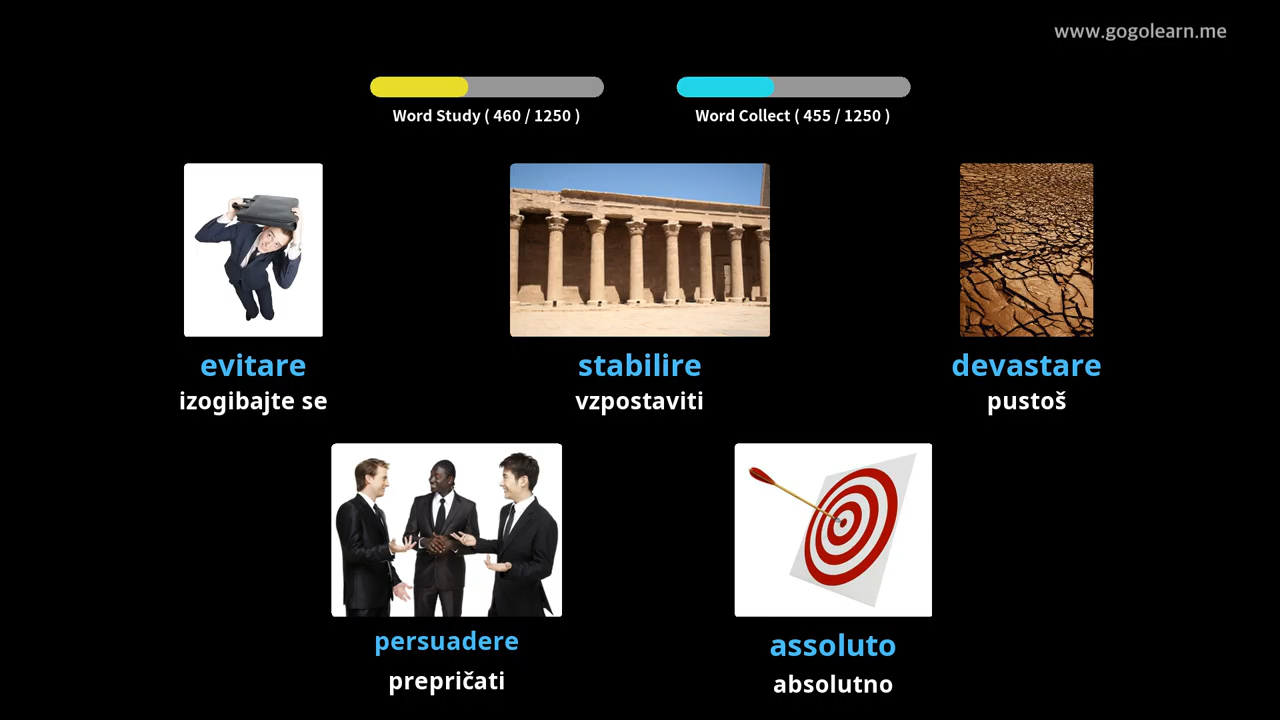 www.gogolearn.me
Word Study ( 460 / 1250 )
Word Collect ( 455 / 1250 )
evitare
izogibajte se
stabilire
vzpostaviti
devastare
pustoš
persuadere
prepričati
assoluto
absolutno